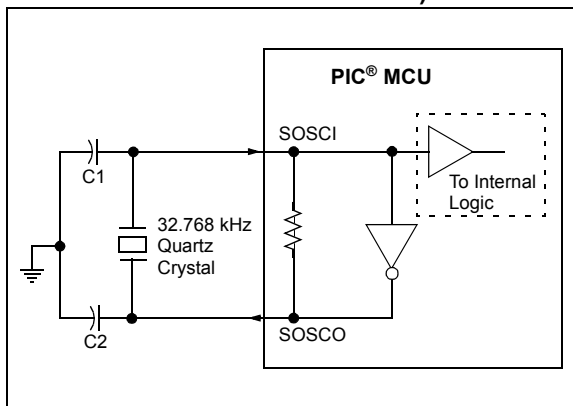 PIC® MCU
SOSCI
C1
To Internal
Logic
32.768 kHz
Quartz
Crystal
SOSCO
C2